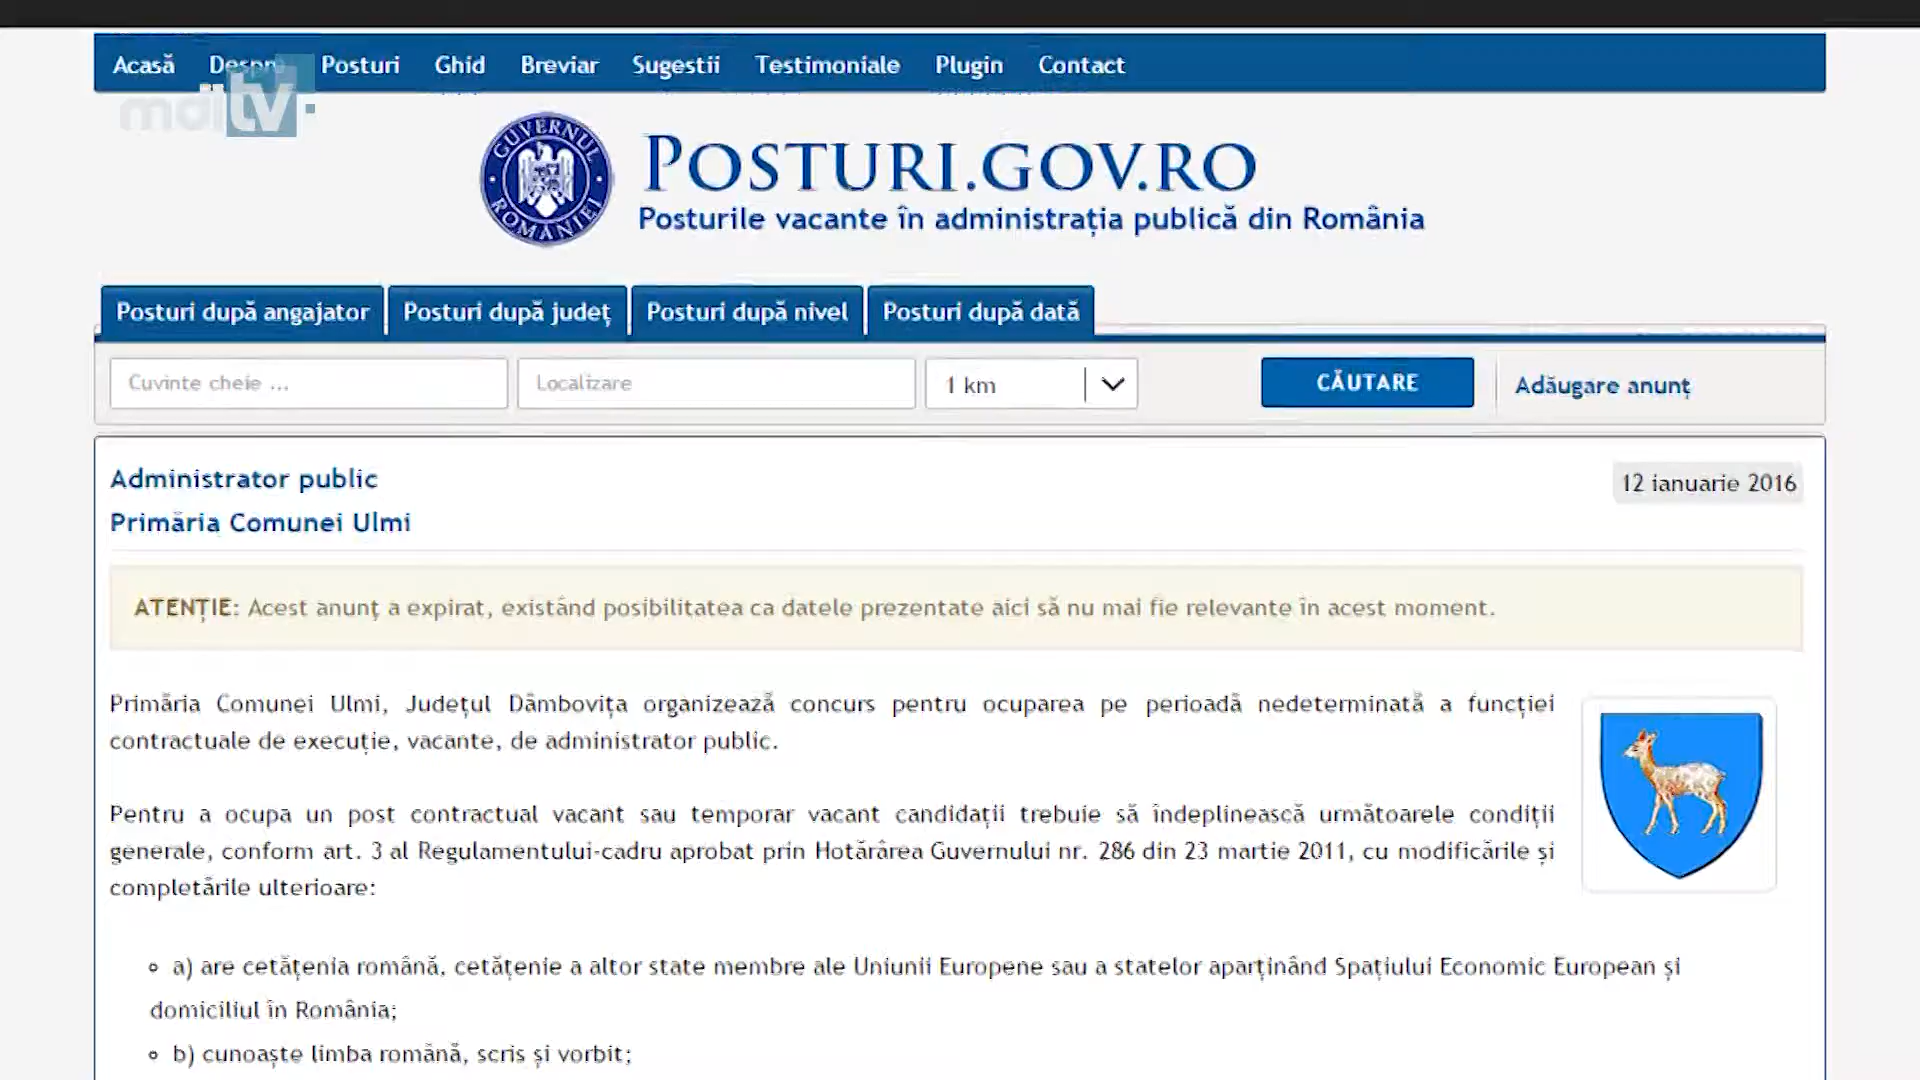 Acasă Despre Posturi Ghid Breviar Sugestii Testimoniale Plugin Contact
tv
GUVERNUL ROMÂNIEI
POSTURI.GOV.RO
Posturile vacante în administrația publică din România
Posturi după angajator Posturi după județ Posturi după nivel Posturi după dată
Cuvinte cheie ... Localizare 1 km CĂUTARE Adăugare anunț
Administrator public 12 ianuarie 2016
Primăria Comunei Ulmi
ATENȚIE: Acest anunț a expirat, existând posibilitatea ca datele prezentate aici să nu mai fie relevante în acest moment.
Primăria Comunei Ulmi, Județul Dâmbovița organizează concurs pentru ocuparea pe perioadă nedeterminată a funcției
contractuale de execuție, vacante, de administrator public.
Pentru a ocupa un post contractual vacant sau temporar vacant candidații trebuie să îndeplinească următoarele condiții
generale, conform art. 3 al Regulamentului-cadru aprobat prin Hotărârea Guvernului nr. 286 din 23 martie 2011, cu modificările și
completările ulterioare:
a) are cetățenia română, cetățenie a altor state membre ale Uniunii Europene sau a statelor aparținând Spațiului Economic European și
domiciliul în România;
b) cunoaște limba română, scris și vorbit;